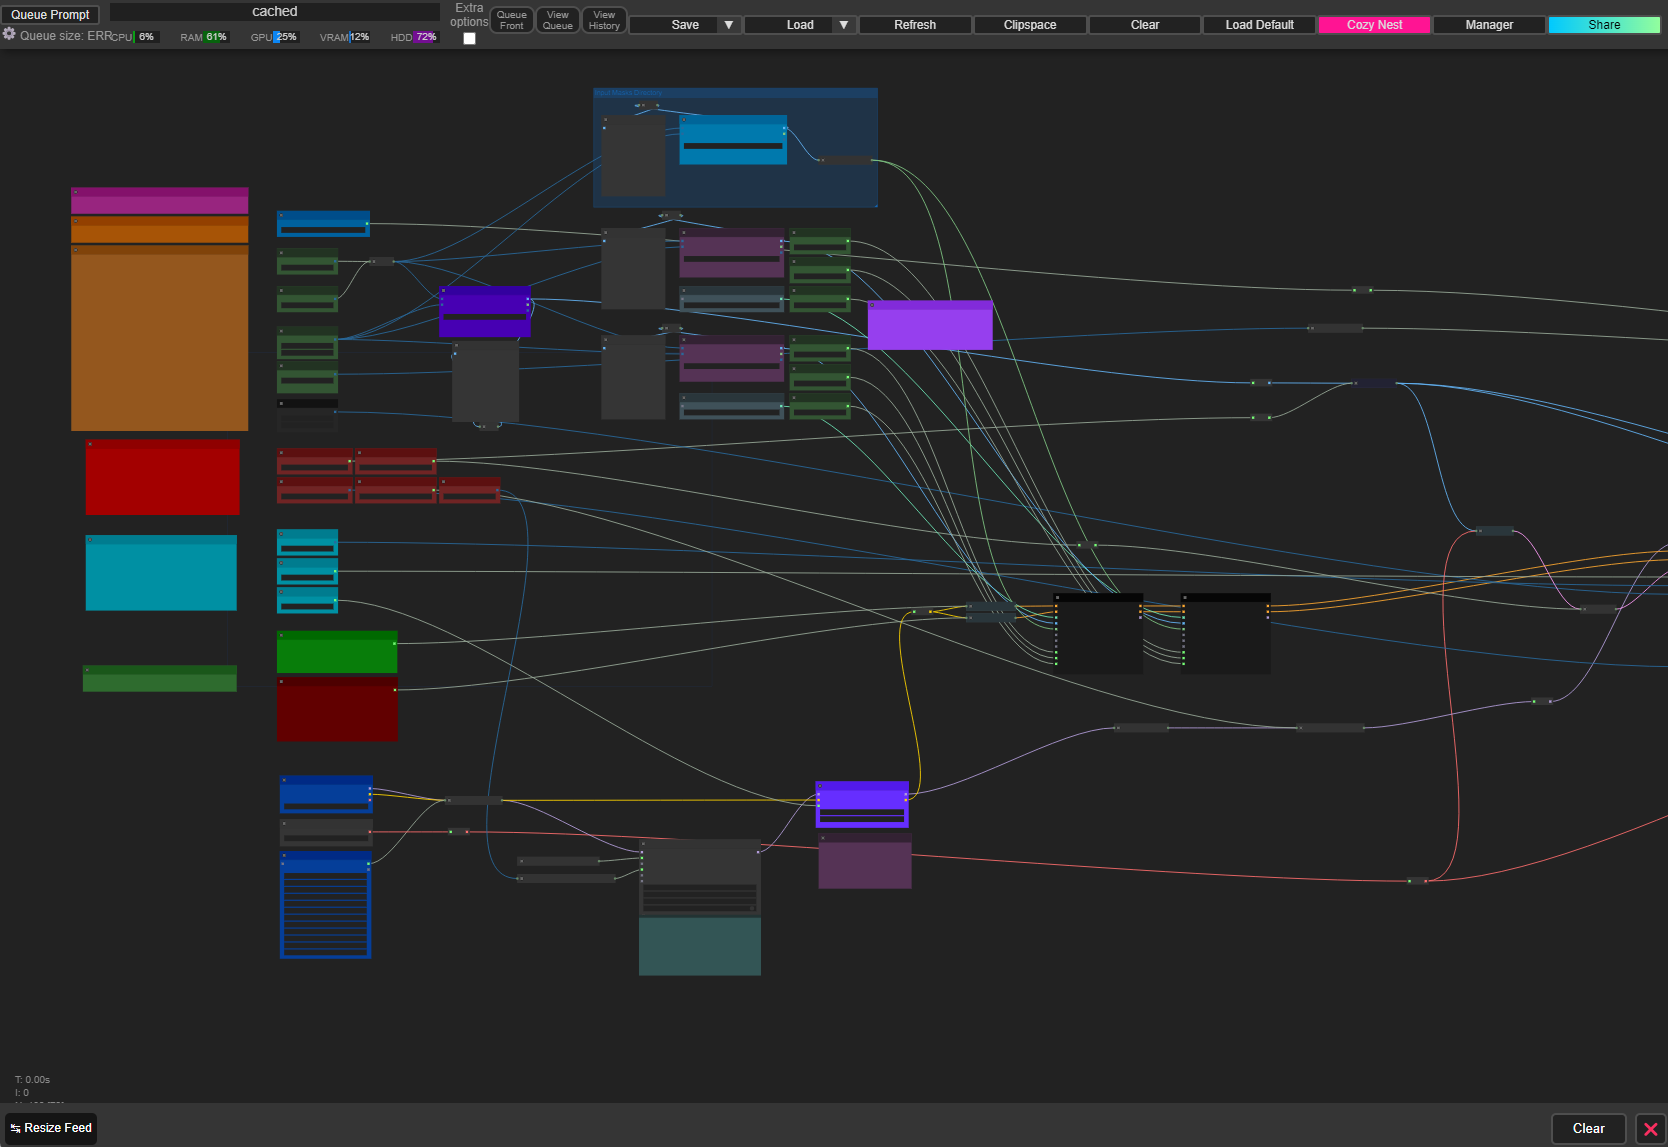 Queue Prompt
cached
Extra options
Queue Front
View Queue
View History
Save ▼
Load ▼
Refresh
Clipspace
Clear
Load Default
Cozy Nest
Manager
Share
Queue size: ERR
CPU 6%
RAM 61%
GPU 25%
VRAM 12%
HDD 72%
T: 0.00s
I: 0
Resize Feed
Clear